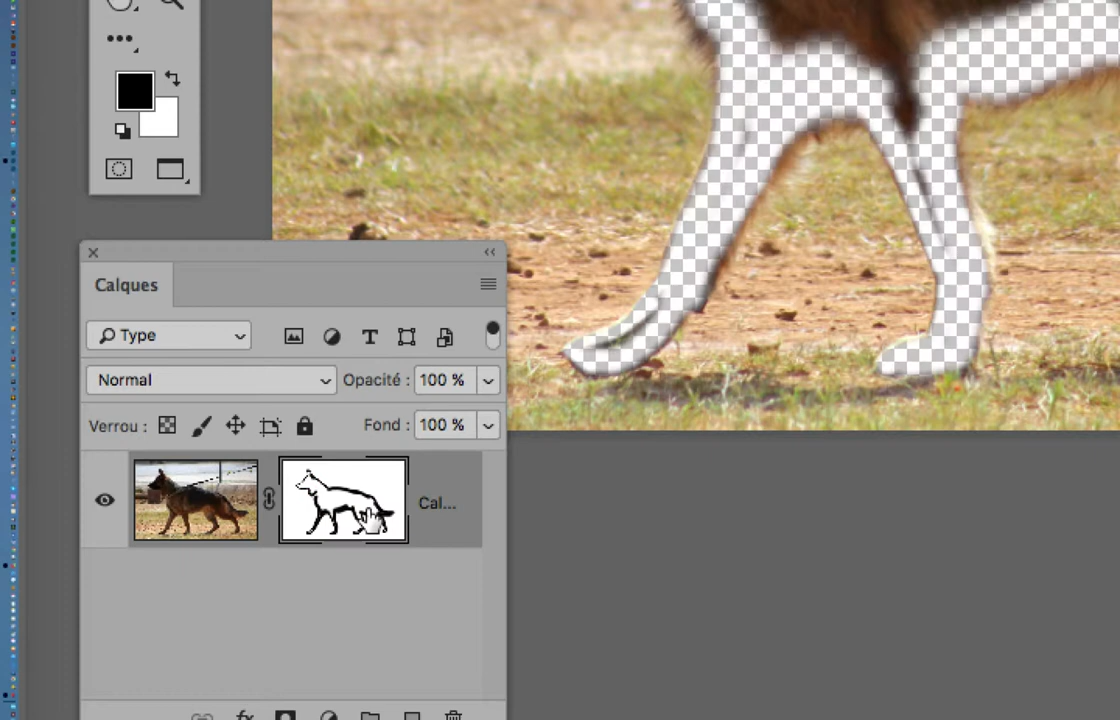 Calques
Type
Normal Opacité : 100 %
Verrou : Fond : 100 %
Cal...